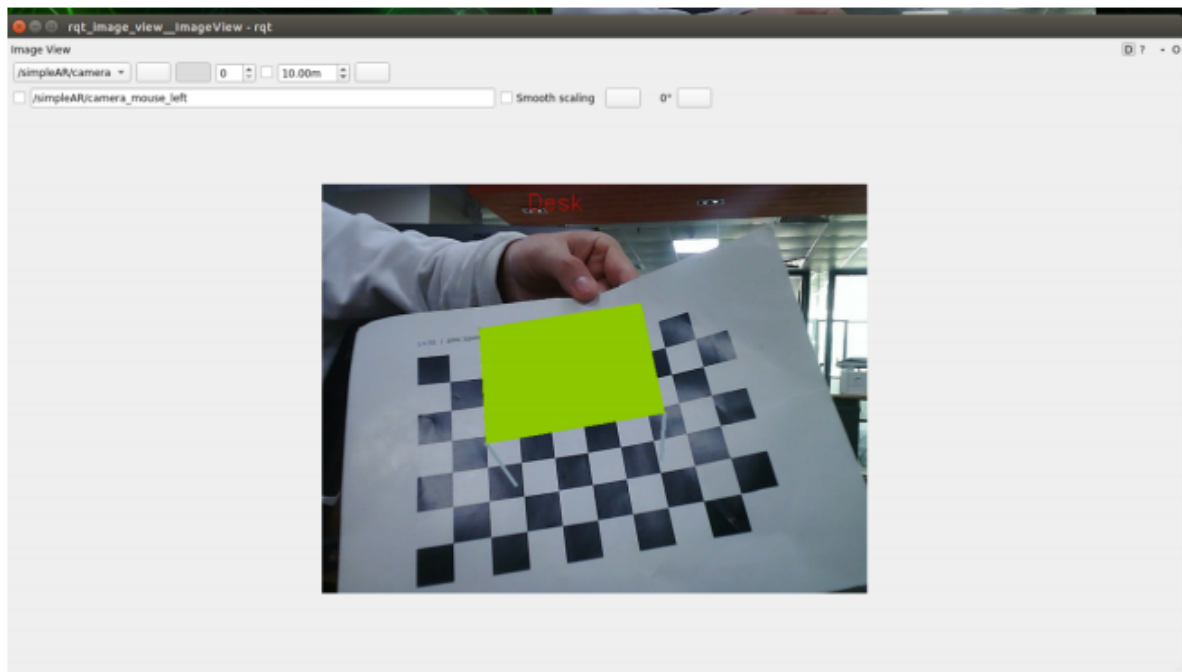 rqt_image_view__ImageView - rqt
Image View
D ? - O
/simpleAR/camera 0 10.00m
/simpleAR/camera_mouse_left Smooth scaling 0°
Desk